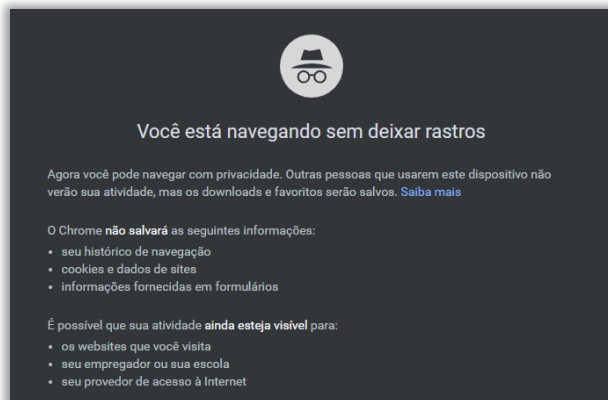 Você está navegando sem deixar rastros
Agora você pode navegar com privacidade. Outras pessoas que usarem este dispositivo não
verão sua atividade, mas os downloads e favoritos serão salvos. Saiba mais
O Chrome não salvará as seguintes informações:
• seu histórico de navegação
• cookies e dados de sites
• informações fornecidas em formulários
É possível que sua atividade ainda esteja visível para:
• os websites que você visita
• seu empregador ou sua escola
• seu provedor de acesso à Internet